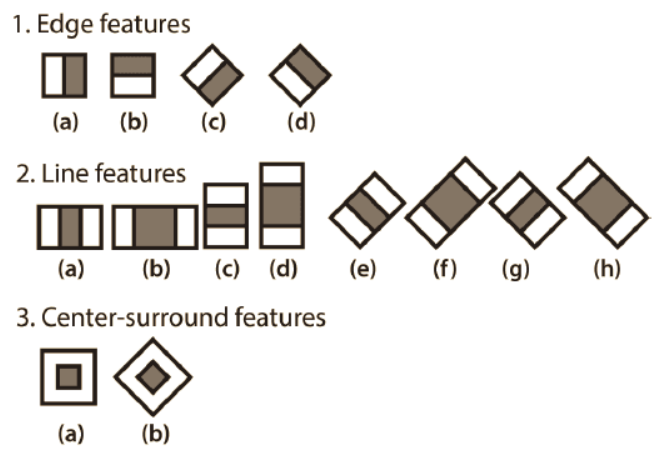 1. Edge features
(a) (b) (c) (d)
2. Line features
(a) (b) (c) (d) (e) (f) (g) (h)
3. Center-surround features
(a) (b)